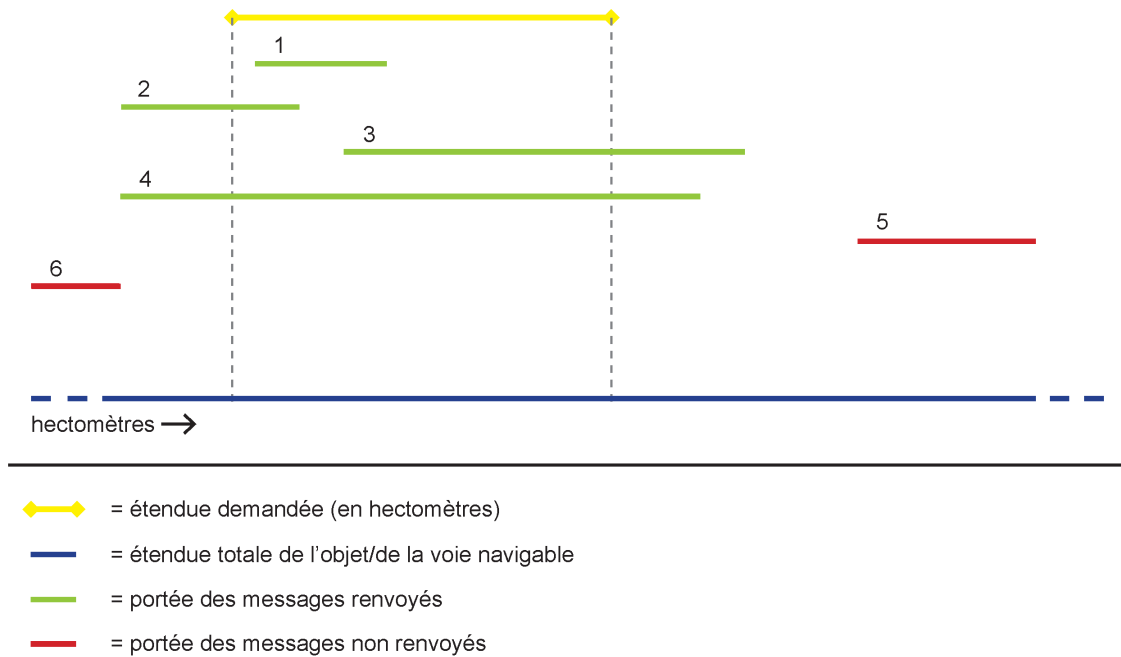 1
2
3
4
5
6
hectomètres
= étendue demandée (en hectomètres)
= étendue totale de l'objet/de la voie navigable
= portée des messages renvoyés
= portée des messages non renvoyés